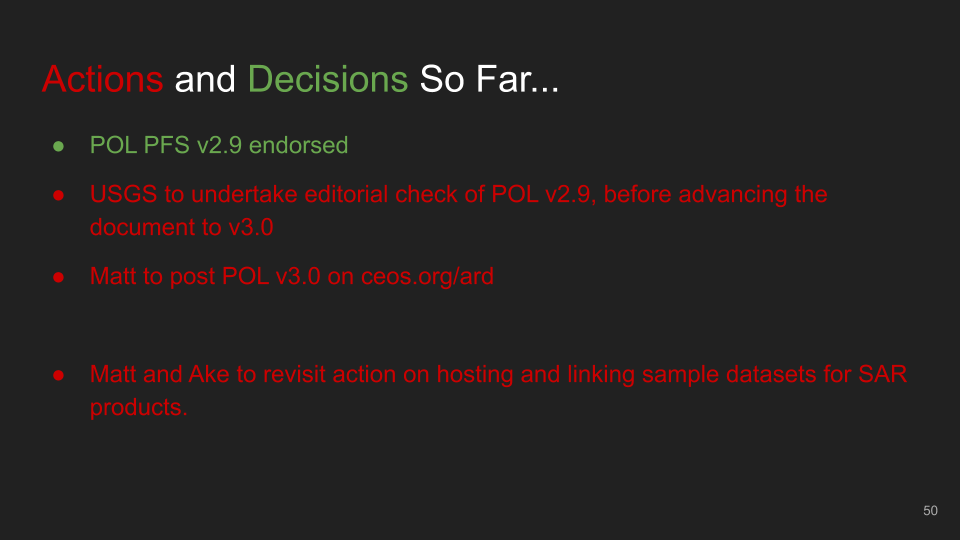 Actions and Decisions So Far...
● POL PFS v2.9 endorsed
● USGS to undertake editorial check of POL v2.9, before advancing the
document to v3.0
● Matt to post POL v3.0 on ceos.org/ard
● Matt and Ake to revisit action on hosting and linking sample datasets for SAR
products.
50